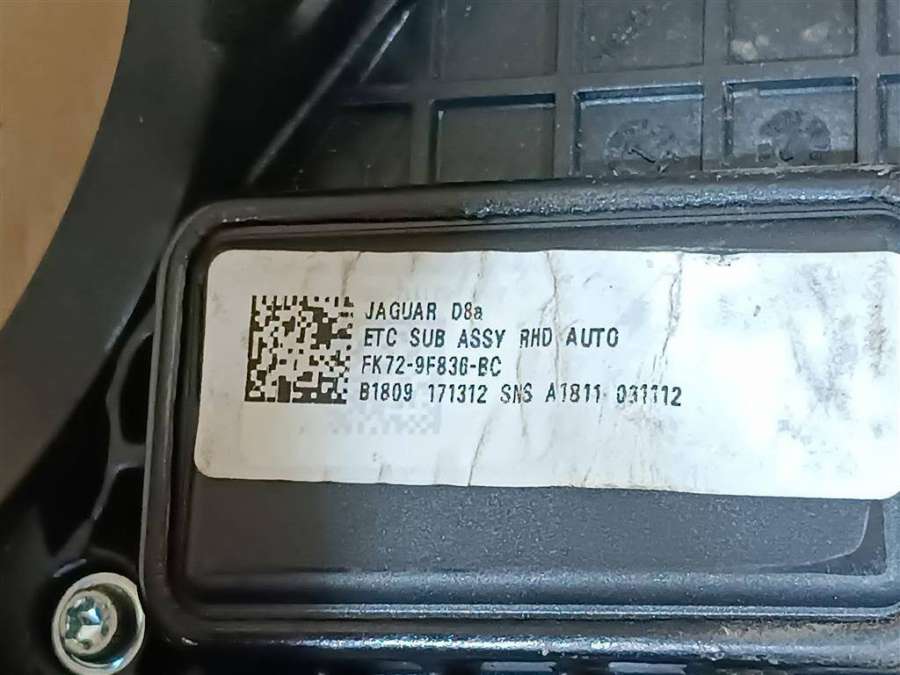 JAGUAR D8a
ETC SUB ASSY RHD AUTO
FK72-9F836-BC
B1809 171312 SNS A1811 031112